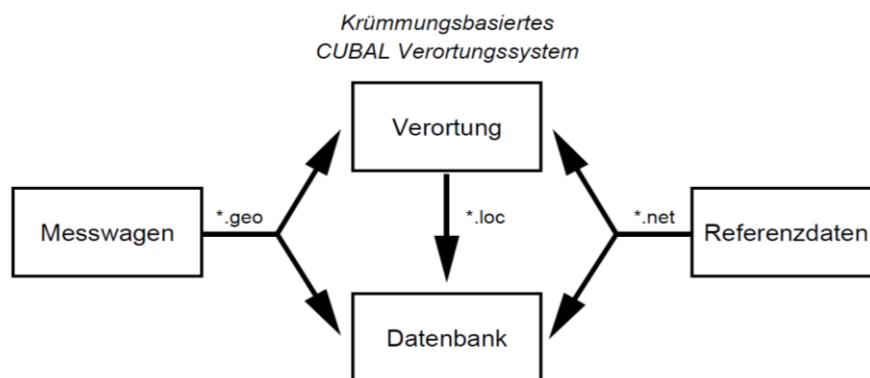 Krümmungsbasiertes
CUBAL Verortungssystem
Verortung
Messwagen
*.geo
*.loc
*.net
Referenzdaten
Datenbank